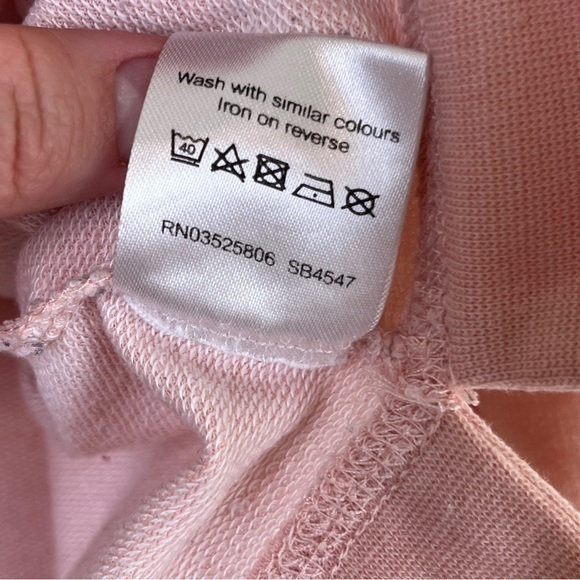 Wash with similar colours
Iron on reverse
40
RN03525806 SB4547